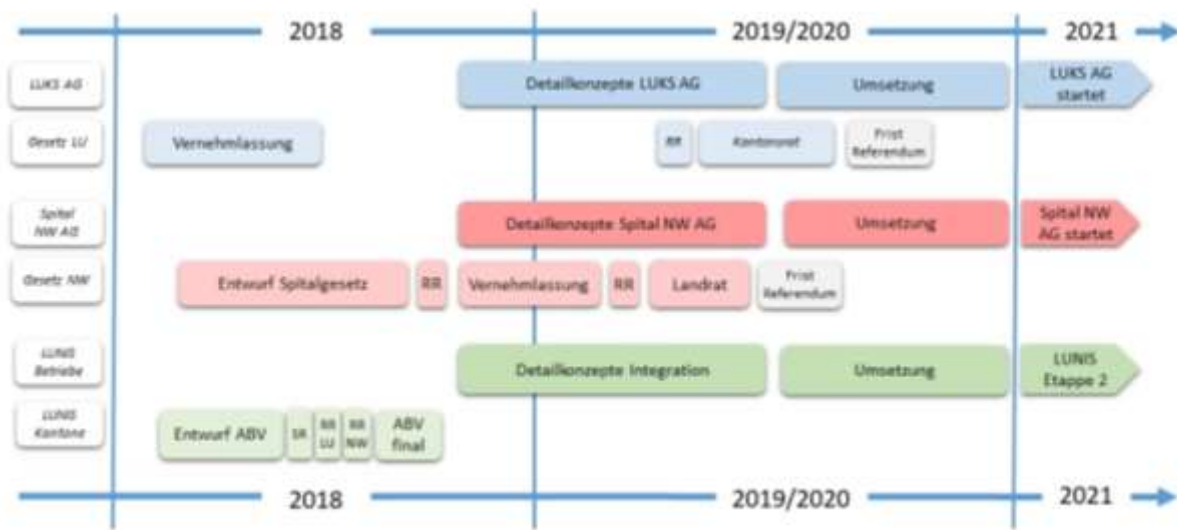 2018 2019/2020 2021
LUKS AG Detailkonzepte LUKS AG Umsetzung LUKS AG
startet
Gesetz LU Vernehmlassung RR Kantonsrat Frist
Referendum
Spital
NW AG
Detailkonzepte Spital NW AG Umsetzung Spital NW
AG startet
Gesetz NW Entwurf Spitalgesetz RR Vernehmlassung RR Landrat Frist
Referendum
LUNIS
Betriebe
Detailkonzepte Integration Umsetzung LUNIS
Etappe 2
LUNIS
Kantone
Entwurf ABV SR RR
LU
RR
NW
ABV
final
2018 2019/2020 2021